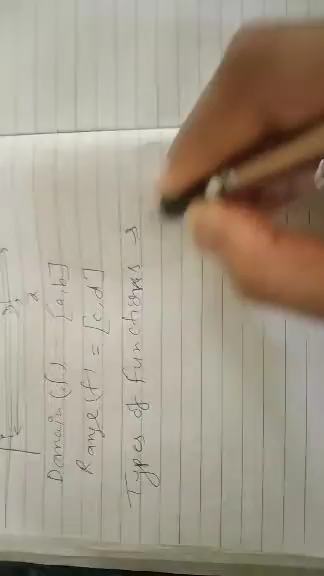 Domain (f) = [a,b]
Range (f) = [c,d]
Types of functions →